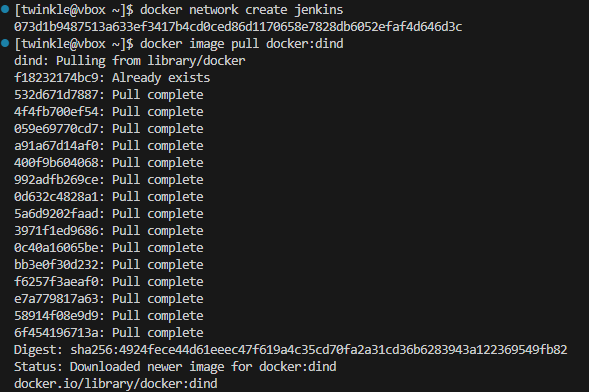 [twinkle@vbox ~]$ docker network create jenkins
073d1b9487513a633ef3417b4cd0ced86d1170658e7828db6052efaf4d646d3c
[twinkle@vbox ~]$ docker image pull docker:dind
dind: Pulling from library/docker
f18232174bc9: Already exists
532d671d7887: Pull complete
4f4fb700ef54: Pull complete
059e69770cd7: Pull complete
a91a67d14af0: Pull complete
400f9b604068: Pull complete
992adfb269ce: Pull complete
0d632c4828a1: Pull complete
5a6d9202faad: Pull complete
3971f1ed9686: Pull complete
0c40a16065be: Pull complete
bb3e0f30d232: Pull complete
f6257f3aeaf0: Pull complete
e7a779817a63: Pull complete
58914f08e9d9: Pull complete
6f454196713a: Pull complete
Digest: sha256:4924fece44d61eeec47f619a4c35cd70fa2a31cd36b6283943a122369549fb82
Status: Downloaded newer image for docker:dind
docker.io/library/docker:dind